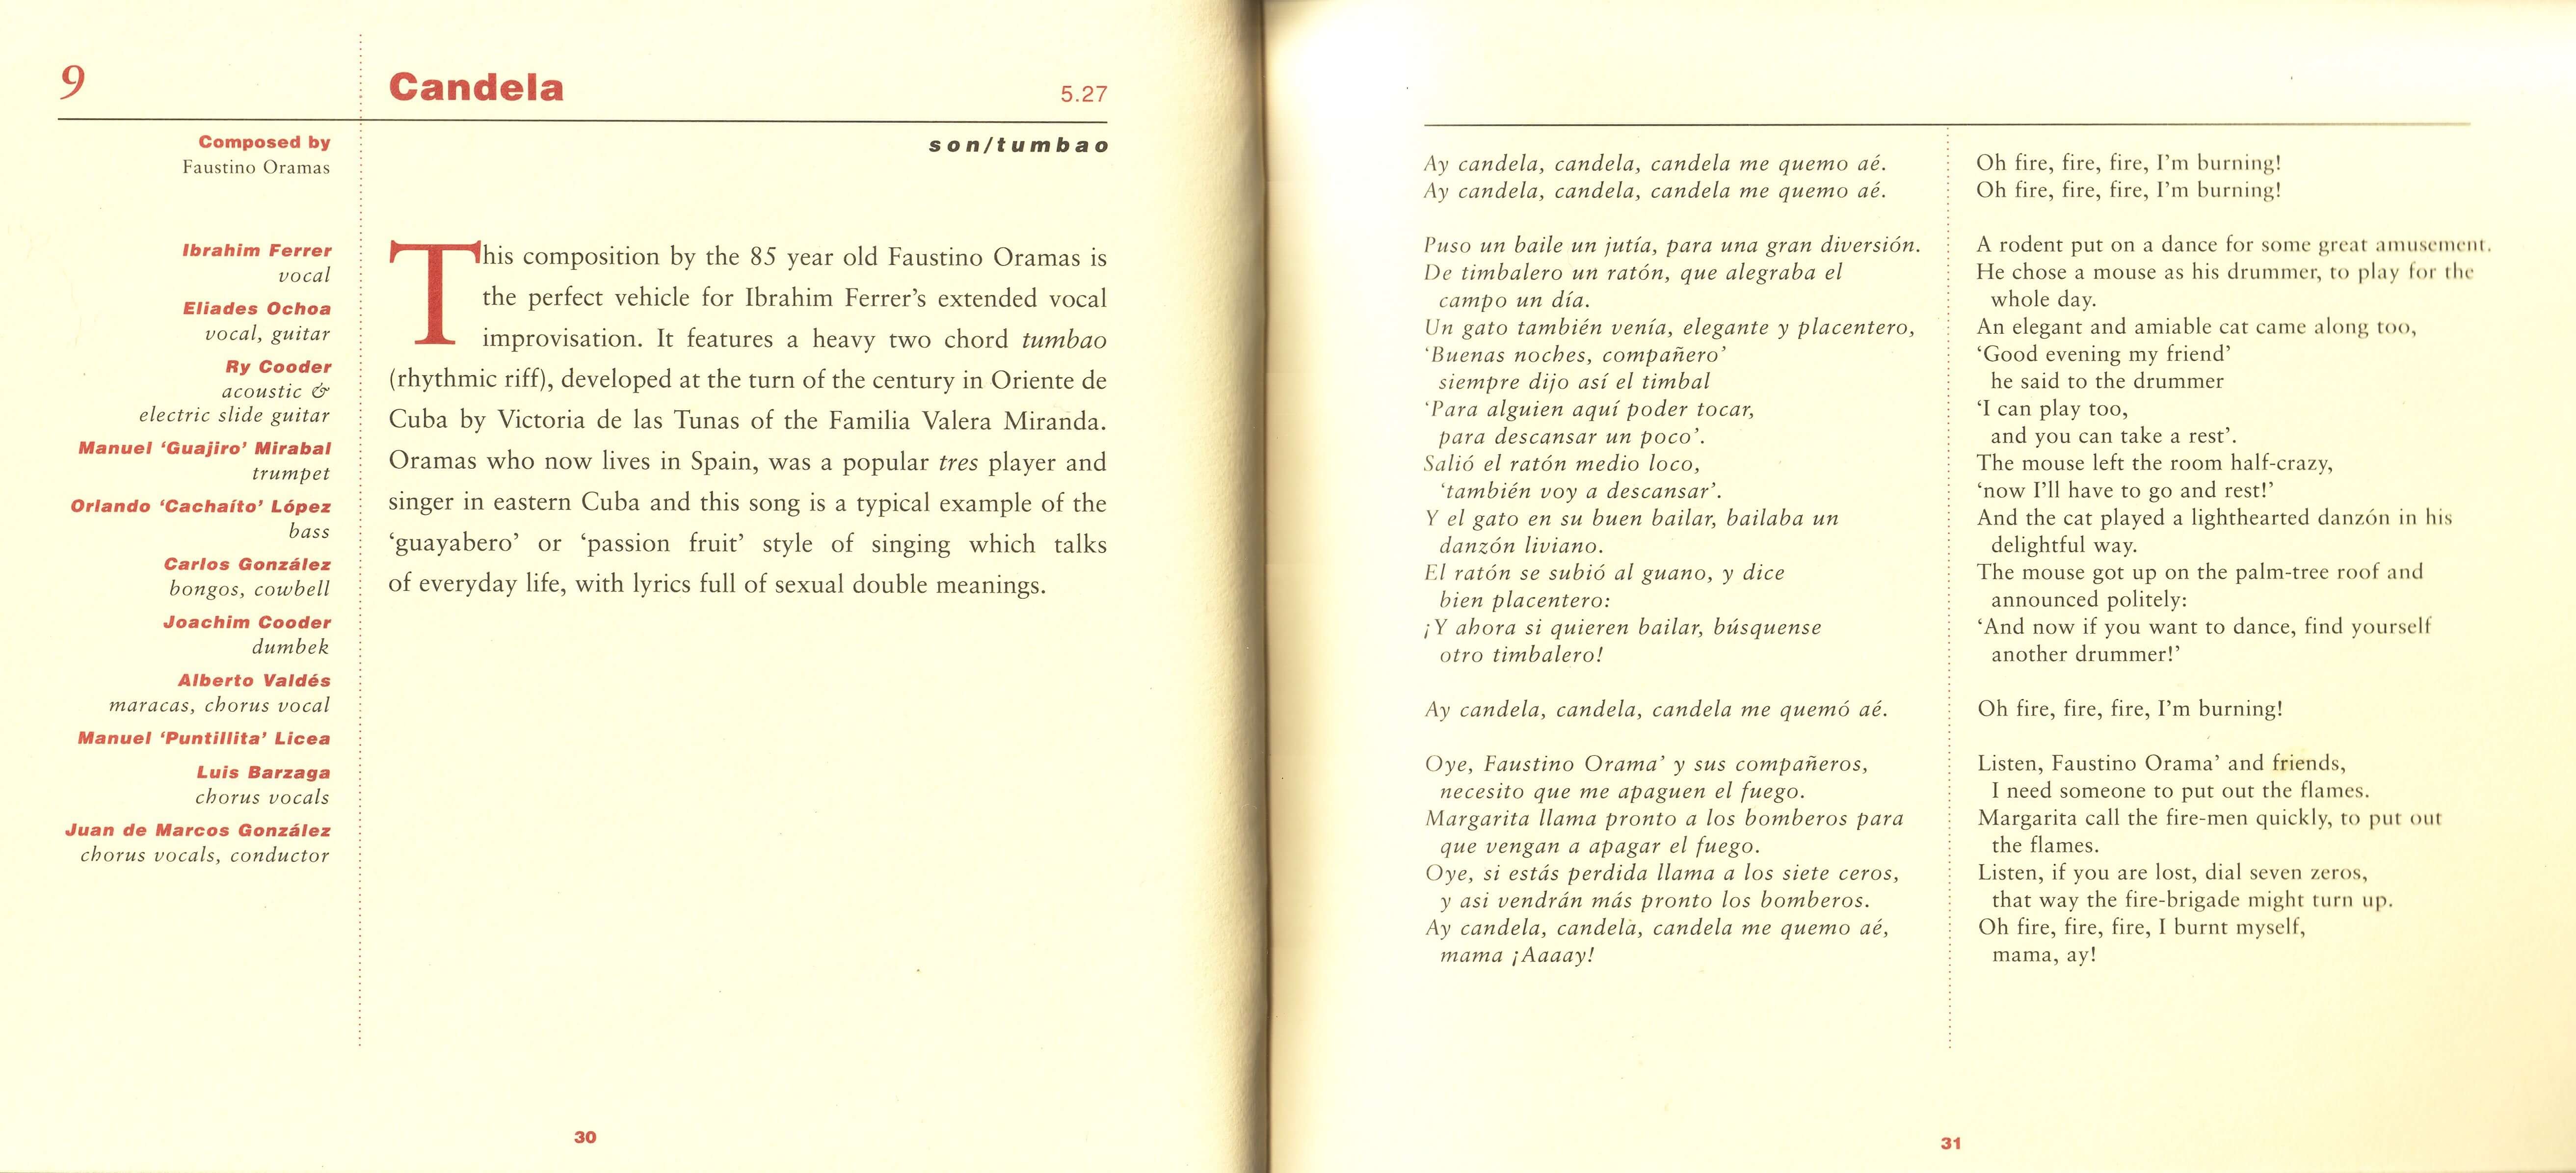 9
Candela
5.27
Composed by
Faustino Oramas
son/tumbao
Ibrahim Ferrer
vocal
Eliades Ochoa
vocal, guitar
Ry Cooder
acoustic &
electric slide guitar
Manuel ‘Guajiro’ Mirabal
trumpet
Orlando ‘Cachaíto’ López
bass
Carlos González
bongos, cowbell
Joachim Cooder
dumbek
Alberto Valdés
maracas, chorus vocal
Manuel ‘Puntillita’ Licea
Luis Barzaga
chorus vocals
Juan de Marcos González
chorus vocals, conductor
This composition by the 85 year old Faustino Oramas is
the perfect vehicle for Ibrahim Ferrer’s extended vocal
improvisation. It features a heavy two chord tumbao
(rhythmic riff), developed at the turn of the century in Oriente de
Cuba by Victoria de las Tunas of the Familia Valera Miranda.
Oramas who now lives in Spain, was a popular tres player and
singer in eastern Cuba and this song is a typical example of the
‘guayabero’ or ‘passion fruit’ style of singing which talks
of everyday life, with lyrics full of sexual double meanings.
30
Ay candela, candela, candela me quemo aé.
Ay candela, candela, candela me quemo aé.
Puso un baile un jutía, para una gran diversión.
De timbalero un ratón, que alegraba el
campo un día.
Un gato también venía, elegante y placentero,
‘Buenas noches, compañero’
siempre dijo así el timbal
‘Para alguien aquí poder tocar,
para descansar un poco’.
Salió el ratón medio loco,
‘también voy a descansar’.
Y el gato en su buen bailar, bailaba un
danzón liviano.
El ratón se subió al guano, y dice
bien placentero:
¡Y ahora si quieren bailar, búsquense
otro timbalero!
Ay candela, candela, candela me quemó aé.
Oye, Faustino Orama’ y sus compañeros,
necesito que me apaguen el fuego.
Margarita llama pronto a los bomberos para
que vengan a apagar el fuego.
Oye, si estás perdida llama a los siete ceros,
y asi vendrán más pronto los bomberos.
Ay candela, candela, candela me quemo aé,
mama ¡Aaaay!
Oh fire, fire, fire, I’m burning!
Oh fire, fire, fire, I’m burning!
A rodent put on a dance for some great amusement.
He chose a mouse as his drummer, to play for the
whole day.
An elegant and amiable cat came along too,
‘Good evening my friend’
he said to the drummer
‘I can play too,
and you can take a rest’.
The mouse left the room half-crazy,
‘now I’ll have to go and rest!’
And the cat played a lighthearted danzón in his
delightful way.
The mouse got up on the palm-tree roof and
announced politely:
‘And now if you want to dance, find yourself
another drummer!’
Oh fire, fire, fire, I’m burning!
Listen, Faustino Orama’ and friends,
I need someone to put out the flames.
Margarita call the fire-men quickly, to put out
the flames.
Listen, if you are lost, dial seven zeros,
that way the fire-brigade might turn up.
Oh fire, fire, fire, I burnt myself,
mama, ay!
31